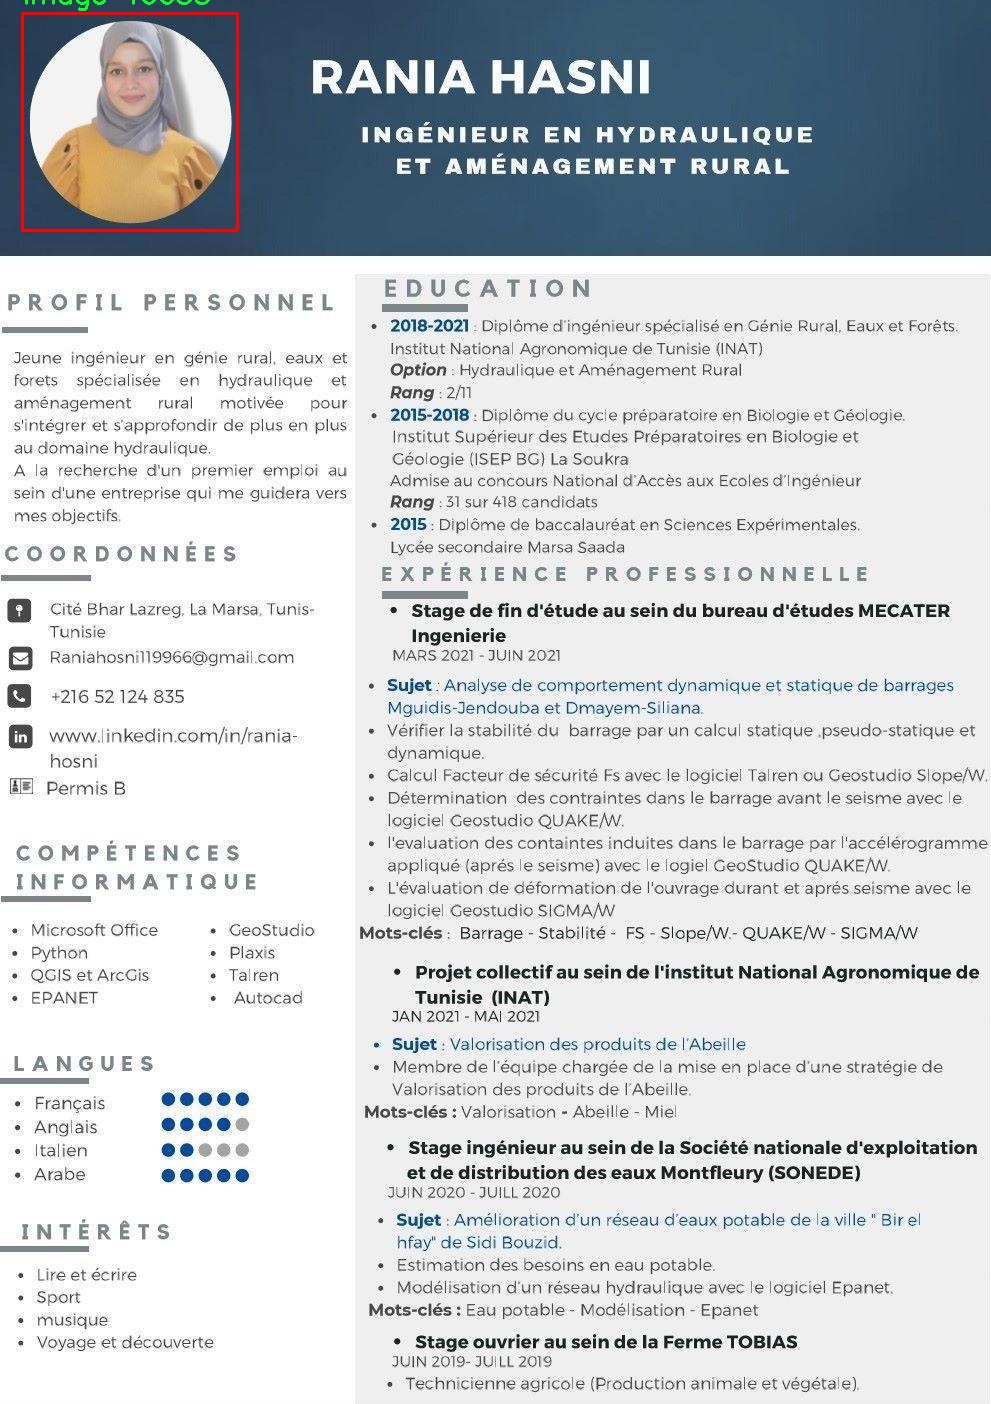 RANIA HASNI
INGÉNIEUR EN HYDRAULIQUE
ET AMÉNAGEMENT RURAL
PROFIL PERSONNEL
Jeune ingénieur en génie rural, eaux et
forets spécialisée en hydraulique et
aménagement rural motivée pour
s'intégrer et s'approfondir de plus en plus
au domaine hydraulique.
A la recherche d'un premier emploi au
sein d'une entreprise qui me guidera vers
mes objectifs.
COORDONNÉES
Cité Bhar Lazreg, La Marsa, Tunis-
Tunisie
Raniahosni119966@gmail.com
+216 52 124 835
www.linkedin.com/in/rania-
hosni
Permis B
COMPÉTENCES
INFORMATIQUE
• Microsoft Office
• Python
• QGIS et ArcGis
• EPANET
• GeoStudio
• Plaxis
• Talren
• Autocad
LANGUES
• Français
• Anglais
• Italien
• Arabe
INTÉRÊTS
• Lire et écrire
• Sport
• musique
• Voyage et découverte
EDUCATION
• 2018-2021 : Diplôme d'ingénieur spécialisé en Génie Rural, Eaux et Forêts.
Institut National Agronomique de Tunisie (INAT)
Option : Hydraulique et Aménagement Rural
Rang : 2/11
• 2015-2018 : Diplôme du cycle préparatoire en Biologie et Géologie.
Institut Supérieur des Etudes Préparatoires en Biologie et
Géologie (ISEP BG) La Soukra
Admise au concours National d'Accès aux Ecoles d'Ingénieur
Rang : 31 sur 418 candidats
• 2015 : Diplôme de baccalauréat en Sciences Expérimentales.
Lycée secondaire Marsa Saada
EXPÉRIENCE PROFESSIONNELLE
• Stage de fin d'étude au sein du bureau d'études MECATER
Ingenierie
MARS 2021 - JUIN 2021
• Sujet : Analyse de comportement dynamique et statique de barrages
Mguidis-Jendouba et Dmayem-Siliana.
• Vérifier la stabilité du barrage par un calcul statique ,pseudo-statique et
dynamique.
• Calcul Facteur de sécurité Fs avec le logiciel Talren ou Geostudio Slope/W.
• Détermination des contraintes dans le barrage avant le seisme avec le
logiciel Geostudio QUAKE/W.
• l'evaluation des containtes induites dans le barrage par l'accélérogramme
appliqué (aprés le seisme) avec le logiel GeoStudio QUAKE/W.
• L'évaluation de déformation de l'ouvrage durant et aprés seisme avec le
logiciel Geostudio SIGMA/W
Mots-clés : Barrage - Stabilité - FS - Slope/W.- QUAKE/W - SIGMA/W
• Projet collectif au sein de l'institut National Agronomique de
Tunisie (INAT)
JAN 2021 - MAI 2021
• Sujet : Valorisation des produits de l'Abeille
• Membre de l'équipe chargée de la mise en place d'une stratégie de
Valorisation des produits de l'Abeille.
Mots-clés : Valorisation - Abeille - Miel
• Stage ingénieur au sein de la Société nationale d'exploitation
et de distribution des eaux Montfleury (SONEDE)
JUIN 2020 - JUILL 2020
• Sujet : Amélioration d'un réseau d'eaux potable de la ville " Bir el
hfay" de Sidi Bouzid.
• Estimation des besoins en eau potable.
• Modélisation d'un réseau hydraulique avec le logiciel Epanet.
Mots-clés : Eau potable - Modélisation - Epanet
• Stage ouvrier au sein de la Ferme TOBIAS
JUIN 2019- JUILL 2019
• Technicienne agricole (Production animale et végétale).